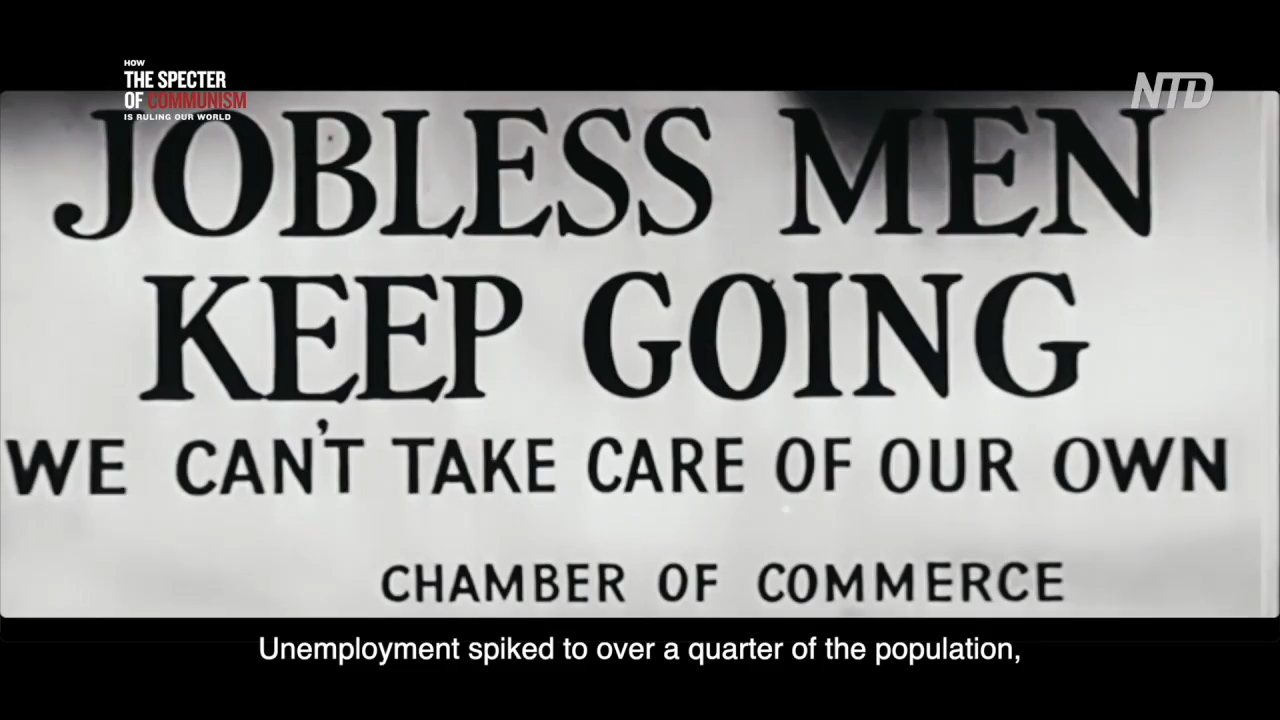 HOW
THE SPECTER
OF COMMUNISM
IS RULING OUR WORLD
NTD
JOBLESS MEN
KEEP GOING
WE CAN'T TAKE CARE OF OUR OWN
CHAMBER OF COMMERCE
Unemployment spiked to over a quarter of the population,